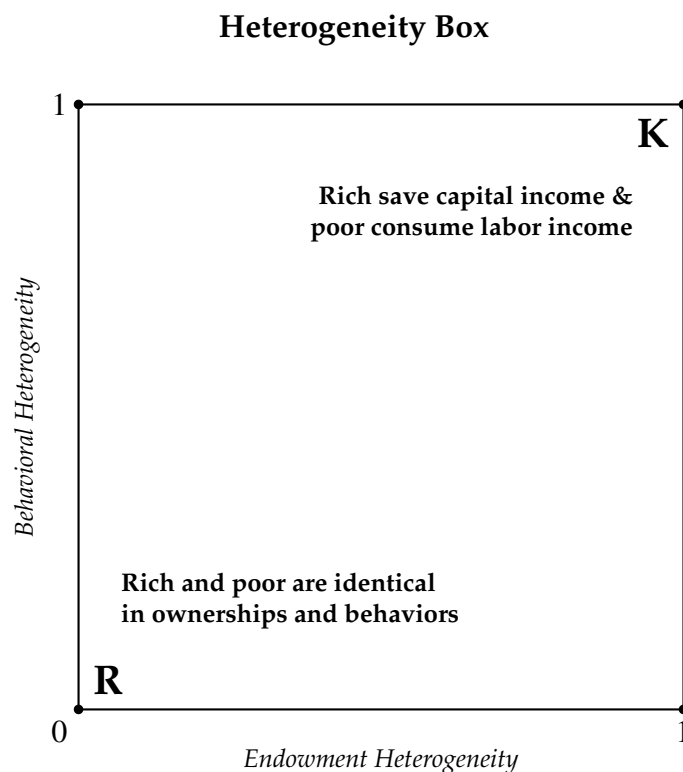 Heterogeneity Box
1
K
Rich save capital income &
poor consume labor income
Behavioral Heterogeneity
Rich and poor are identical
in ownerships and behaviors
R
0
1
Endowment Heterogeneity